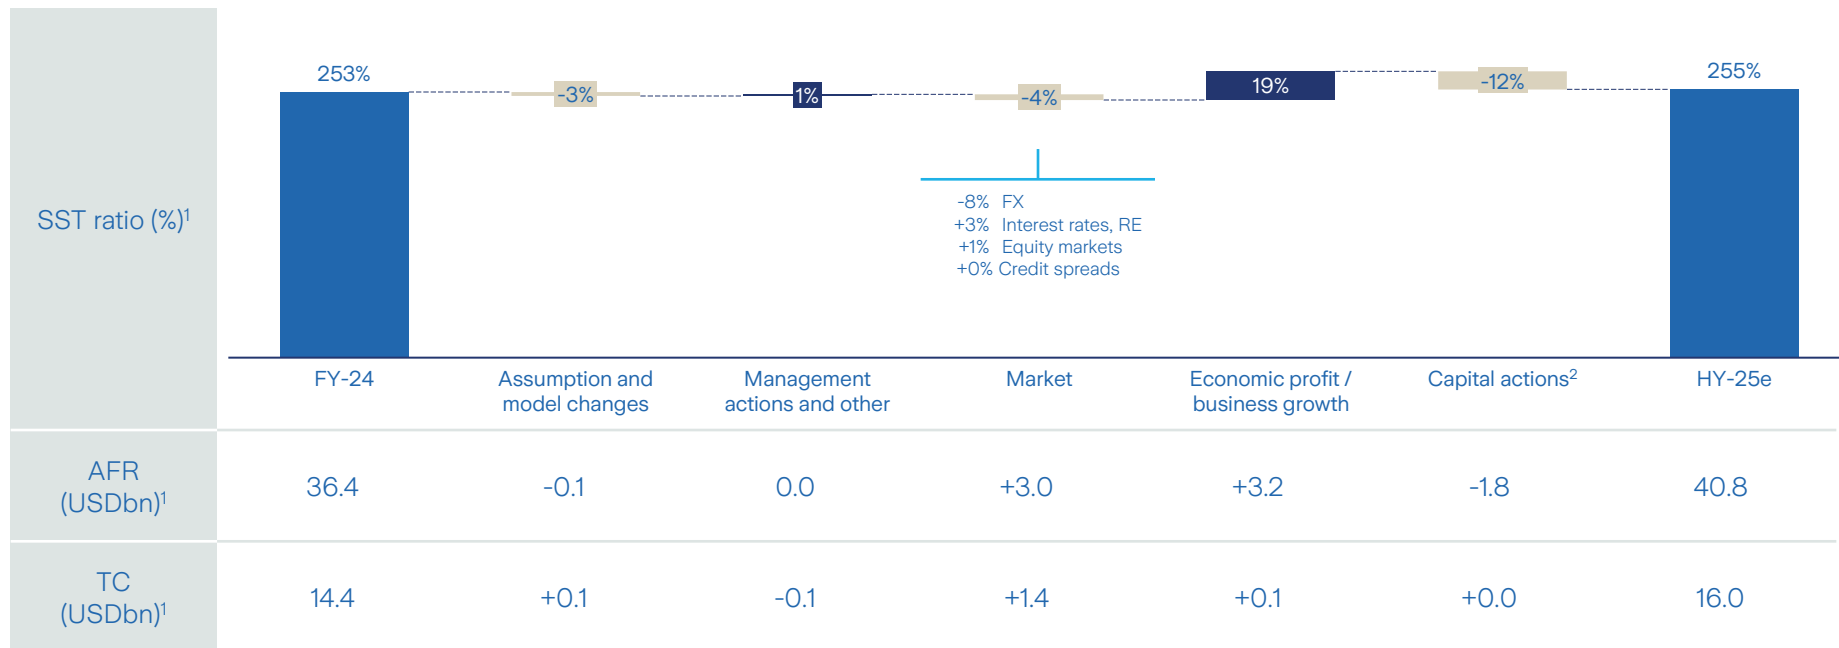 253%
-3%
1%
-4%
19%
-12%
255%
-8% FX
+3% Interest rates, RE
+1% Equity markets
+0% Credit spreads
SST ratio (%)¹
FY-24
Assumption and
model changes
Management
actions and other
Market
Economic profit /
business growth
Capital actions²
HY-25e
AFR
(USDbn)¹
36.4
-0.1
0.0
+3.0
+3.2
-1.8
40.8
TC
(USDbn)¹
14.4
+0.1
-0.1
+1.4
+0.1
+0.0
16.0